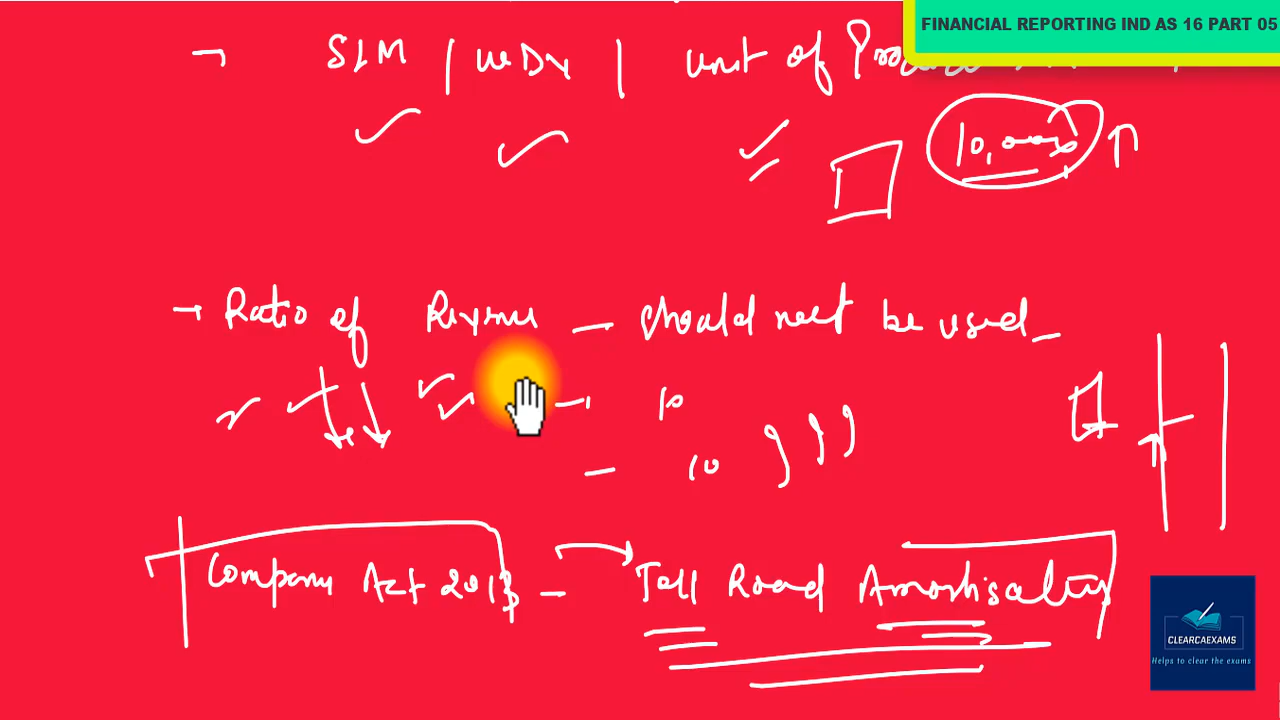 FINANCIAL REPORTING IND AS 16 PART 05
SLM | WDV | unit of
10,000
Ratio of Revenue - should not be used
10
10
Company Act 2013 - Toll Road Amortisation
CLEARCAEXAMS
Helps to clear the exams